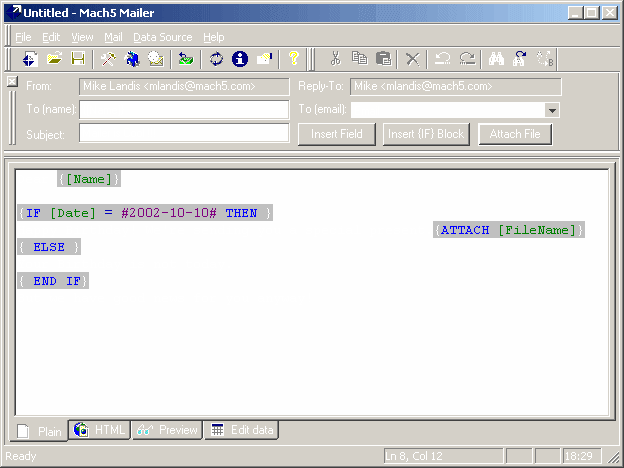 Untitled - Mach5 Mailer
File Edit View Mail Data Source Help
From: Mike Landis <mlandis@mach5.com> Reply-To: Mike <mlandis@mach5.com>
To (name): To (email):
Subject: Insert Field Insert {IF} Block Attach File
{[Name]}
{IF [Date] = #2002-10-10# THEN }
{ATTACH [FileName]}
{ ELSE }
{ END IF}
Plain HTML Preview Edit data
Ready Ln 8, Col 12 18:29